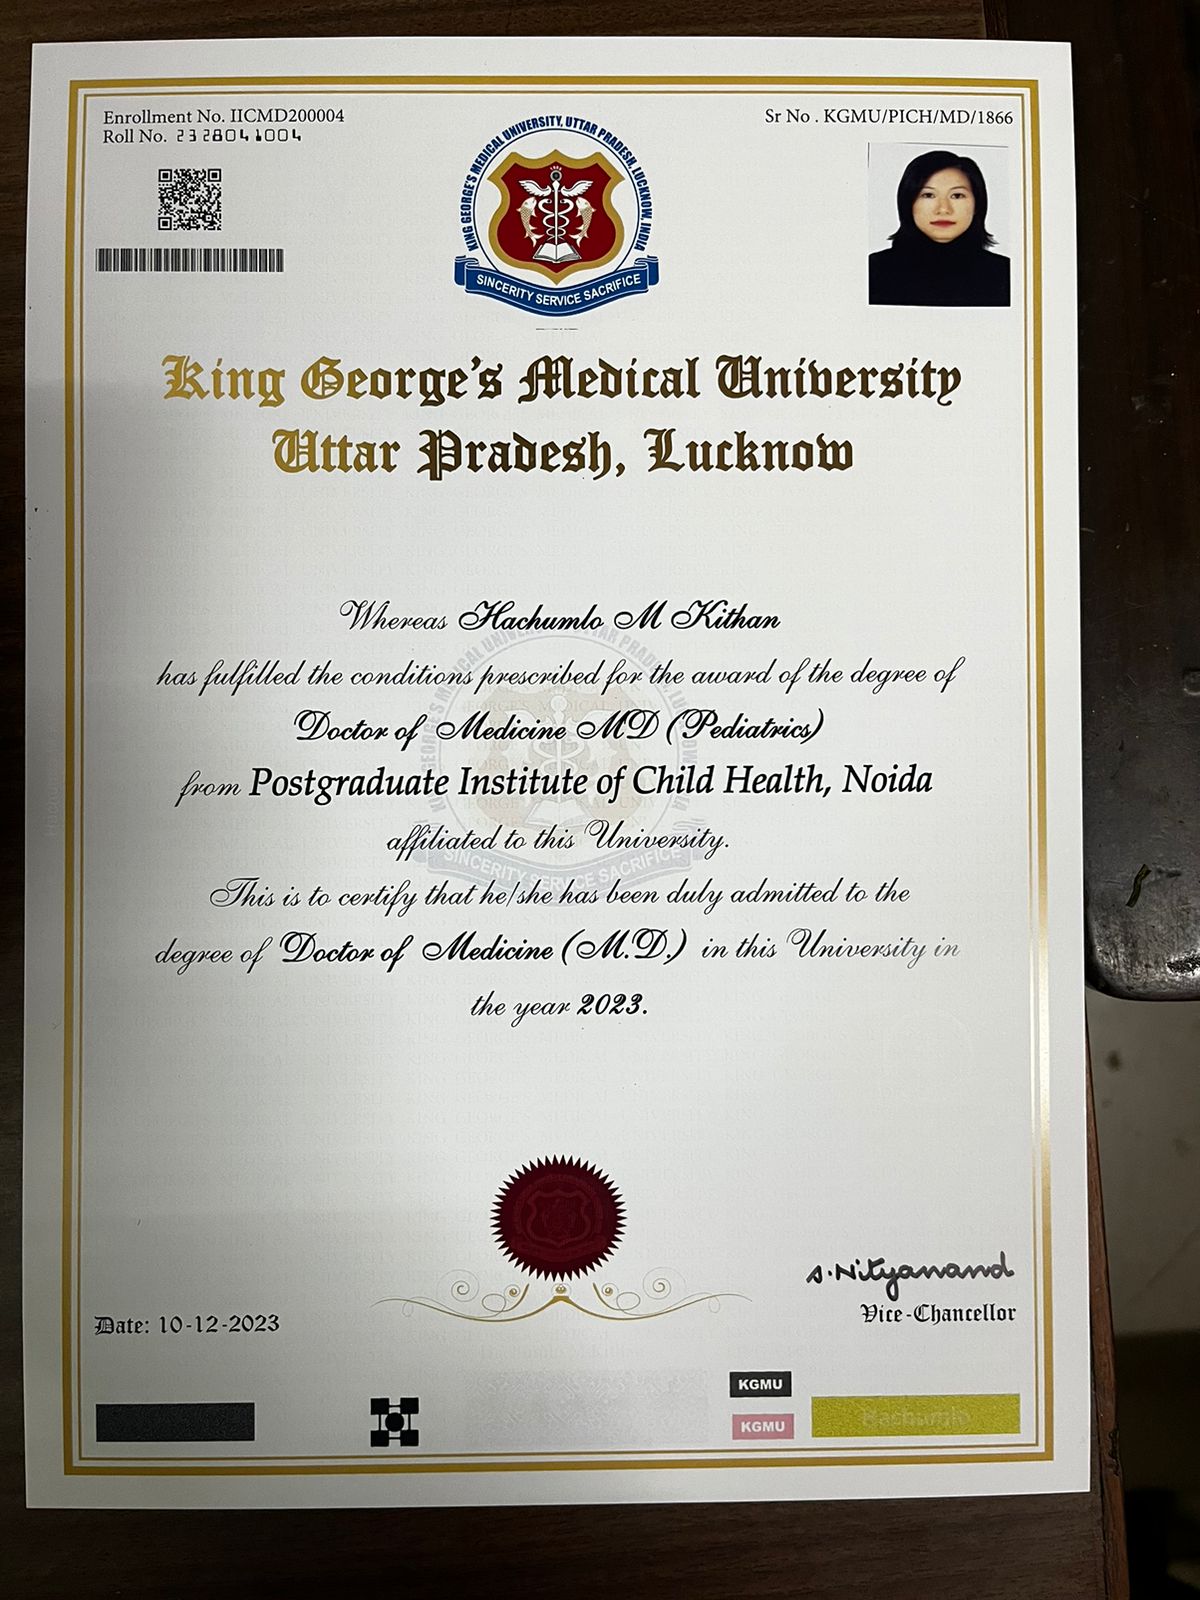 Enrollment No. IICMD200004
Roll No. 2328041004
Sr No . KGMU/PICH/MD/1866
KING GEORGE'S MEDICAL UNIVERSITY, UTTAR PRADESH, LUCKNOW, INDIA
SINCERITY SERVICE SACRIFICE
King George's Medical University
Uttar Pradesh, Lucknow
Whereas Hachumlo M Kithan
has fulfilled the conditions prescribed for the award of the degree of
Doctor of Medicine MD (Pediatrics)
from Postgraduate Institute of Child Health, Noida
affiliated to this University.
This is to certify that he/she has been duly admitted to the
degree of Doctor of Medicine (M.D.) in this University in
the year 2023.
SINCERITY SERVICE SACRIFICE
S. Nityanand
Vice-Chancellor
Date: 10-12-2023
KGMU
KGMU
Hachumlo